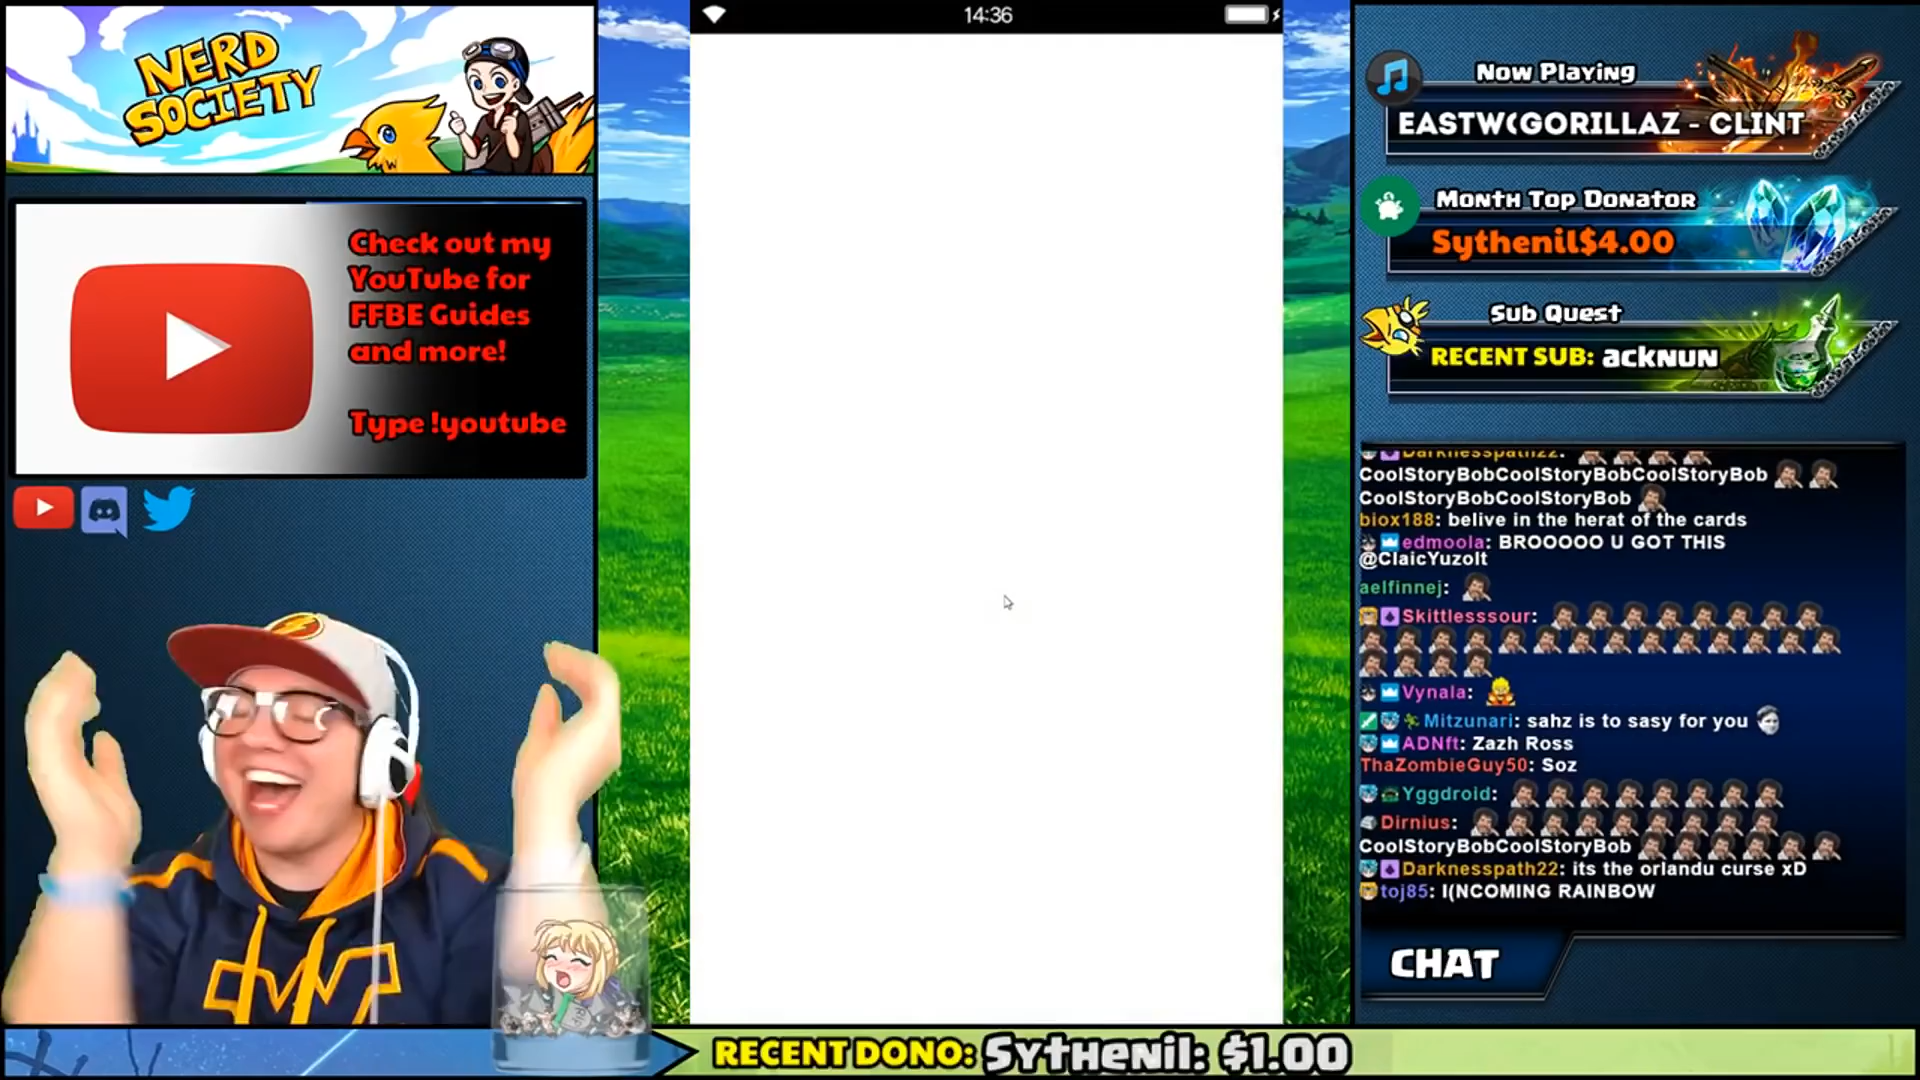 NERD
SOCIETY
Check out my
YouTube for
FFBE Guides
and more!
Type !youtube
14:36
Now Playing
EASTW(GORILLAZ - CLINT
Month Top Donator
Sythenil$4.00
Sub Quest
RECENT SUB: acknun
Darknesspath22:
CoolStoryBobCoolStoryBobCoolStoryBob
CoolStoryBobCoolStoryBob
biox188: belive in the herat of the cards
edmoola: BROOOOO U GOT THIS
@ClaicYuzolt
aelfinnej:
Skittlesssour:
Vynala:
Mitzunari: sahz is to sasy for you
ADNft: Zazh Ross
ThaZombieGuy50: Soz
Yggdroid:
Dirnius:
CoolStoryBobCoolStoryBob
Darknesspath22: its the orlandu curse xD
toj85: I(NCOMING RAINBOW
CHAT
RECENT DONO: Sythenil: $1.00